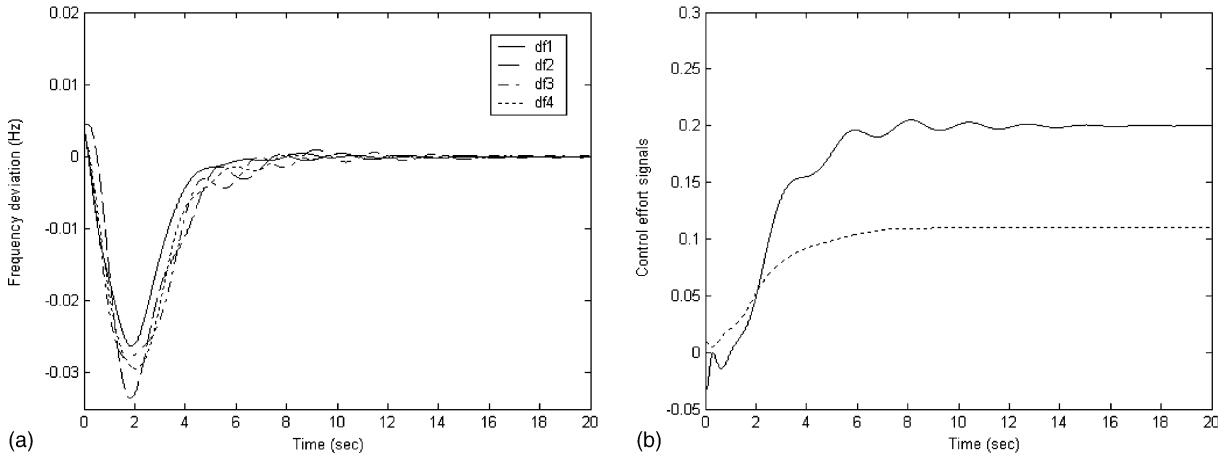 0.02
0.01
0
-0.01
-0.02
-0.03
Frequency deviation (Hz)
df1
df2
df3
df4
0 2 4 6 8 10 12 14 16 18 20
Time (sec)
(a)
0.3
0.25
0.2
0.15
0.1
0.05
0
-0.05
Control effort signals
0 2 4 6 8 10 12 14 16 18 20
Time (sec)
(b)